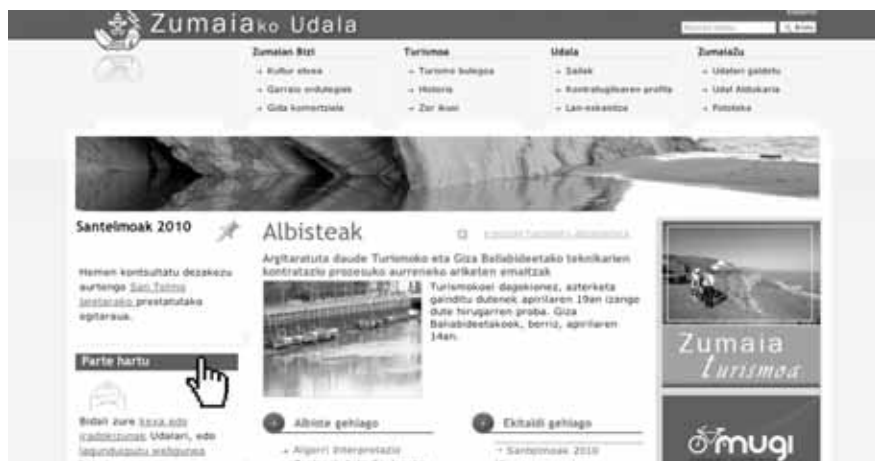 Zumaiako Udala
Zumaian Bizi
→ Kultur etxea
→ Garraio ordutegiak
→ Gida komertziala
Turismoa
→ Turismo bulegoa
→ Historia
→ Zer ikusi
Udala
→ Sailak
→ Kontratugilearen profila
→ Lan-eskaintza
ZumaiaZu
→ Udalari galdetu
→ Udal Aldizkaria
→ Fototeka
Santelmoak 2010
Hemen kontsultatu dezakezu
aurtengo San Telmo
jaietarako prestatutako
egitaraua.
Parte hartu
Bidali zure kexa edo
iradokizunak Udalari, edo
lagundu webgunea
Albisteak
Argitaratuta daude Turismoko eta Giza Baliabideetako teknikarien
kontratazio prozesuko aurreneko ariketen emaitzak
Turismokoei dagokienez, azterketa
gainditu dutenek apirilaren 19an izango
dute hirugarren proba. Giza
Baliabideetakoek, berriz, apirilaren
14an.
Albiste gehiago
→ Algorri Interpretazio
Ekitaldi gehiago
→ Santelmoak 2010
Zumaia
turismoa
mugi